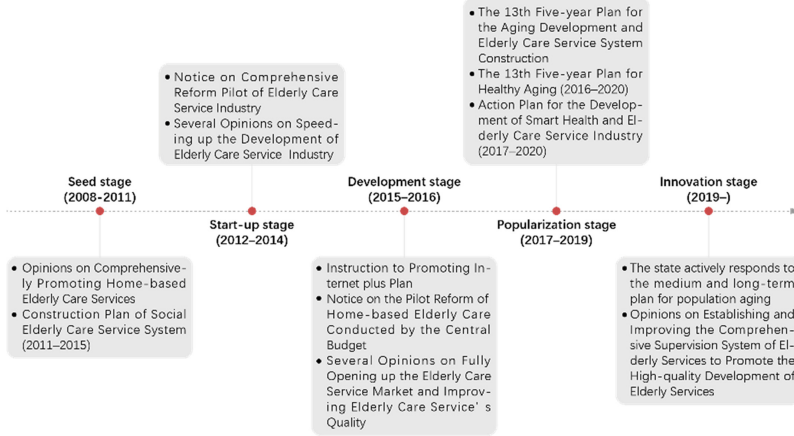 • The 13th Five-year Plan for
the Aging Development and
Elderly Care Service System
Construction
• The 13th Five-year Plan for
Healthy Aging (2016–2020)
• Action Plan for the Develop-
ment of Smart Health and El-
derly Care Service Industry
(2017–2020)
• Notice on Comprehensive
Reform Pilot of Elderly Care
Service Industry
• Several Opinions on Speed-
ing up the Development of
Elderly Care Service Industry
Seed stage
(2008-2011)
Development stage
(2015–2016)
Innovation stage
(2019–)
Start-up stage
(2012–2014)
Popularization stage
(2017–2019)
• Opinions on Comprehensive-
ly Promoting Home-based
Elderly Care Services
• Construction Plan of Social
Elderly Care Service System
(2011–2015)
• Instruction to Promoting In-
ternet plus Plan
• Notice on the Pilot Reform of
Home-based Elderly Care
Conducted by the Central
Budget
• Several Opinions on Fully
Opening up the Elderly Care
Service Market and Improv-
ing Elderly Care Service' s
Quality
• The state actively responds to
the medium and long-term
plan for population aging
• Opinions on Establishing and
Improving the Comprehen-
sive Supervision System of El-
derly Services to Promote the
High-quality Development of
Elderly Services